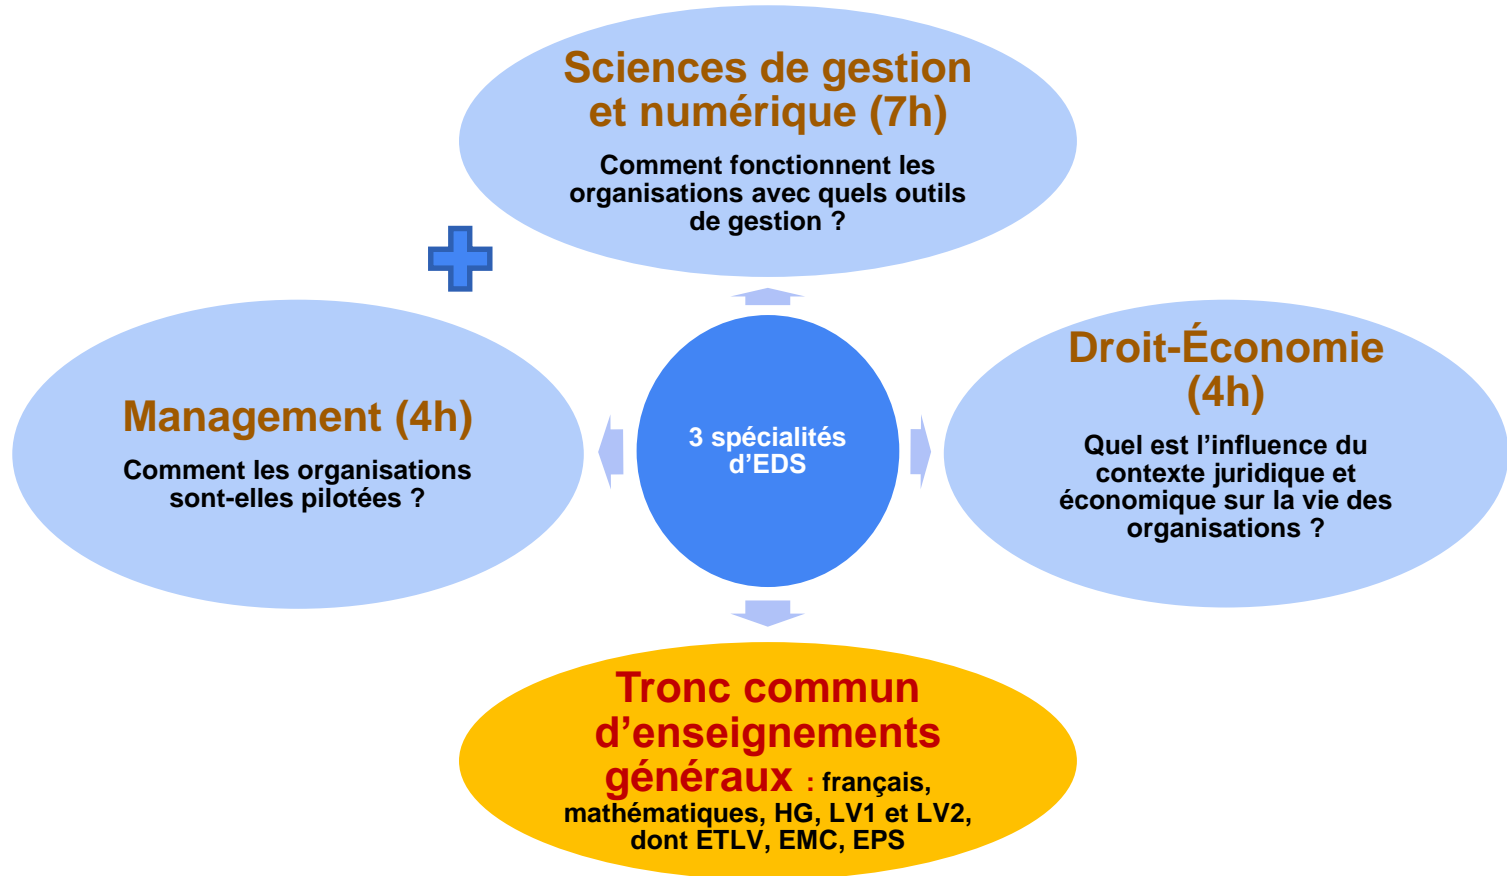 Sciences de gestion
et numérique (7h)
Comment fonctionnent les
organisations avec quels outils
de gestion ?
Management (4h)
Comment les organisations
sont-elles pilotées ?
3 spécialités
d’EDS
Droit-Économie
(4h)
Quel est l’influence du
contexte juridique et
économique sur la vie des
organisations ?
Tronc commun
d’enseignements
généraux : français,
mathématiques, HG, LV1 et LV2,
dont ETLV, EMC, EPS